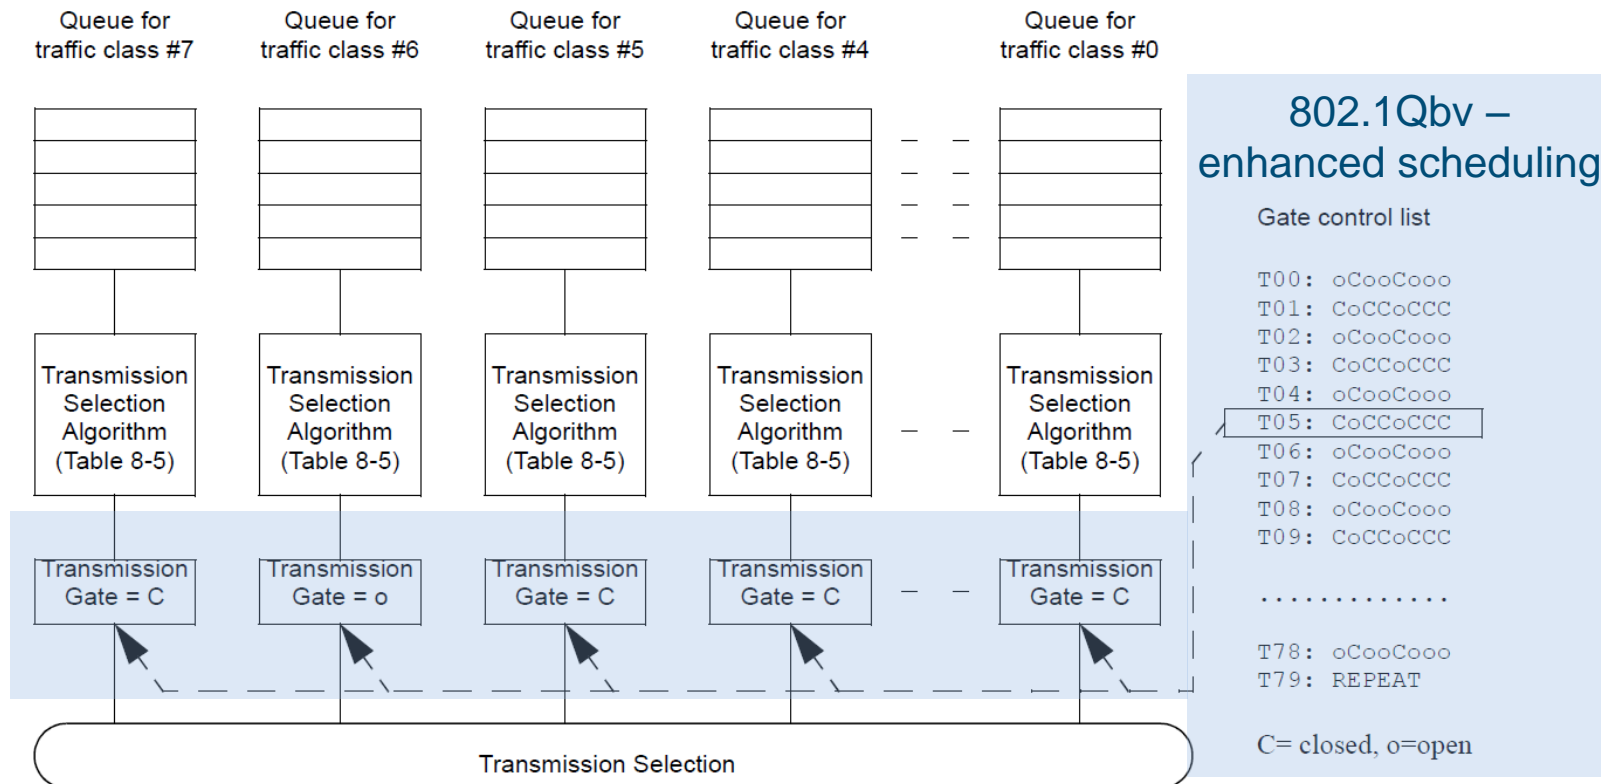 Queue for
traffic class #7
Queue for
traffic class #6
Queue for
traffic class #5
Queue for
traffic class #4
Queue for
traffic class #0
802.1Qbv –
enhanced scheduling
Gate control list
T00: oCooCooo
T01: CoCCoCCC
T02: oCooCooo
T03: CoCCoCCC
T04: oCooCooo
T05: CoCCoCCC
T06: oCooCooo
T07: CoCCoCCC
T08: oCooCooo
T09: CoCCoCCC
.............
T78: oCooCooo
T79: REPEAT
C= closed, o=open
Transmission
Selection
Algorithm
(Table 8-5)
Transmission
Selection
Algorithm
(Table 8-5)
Transmission
Selection
Algorithm
(Table 8-5)
Transmission
Selection
Algorithm
(Table 8-5)
Transmission
Selection
Algorithm
(Table 8-5)
Transmission
Gate = C
Transmission
Gate = o
Transmission
Gate = C
Transmission
Gate = C
Transmission
Gate = C
Transmission Selection